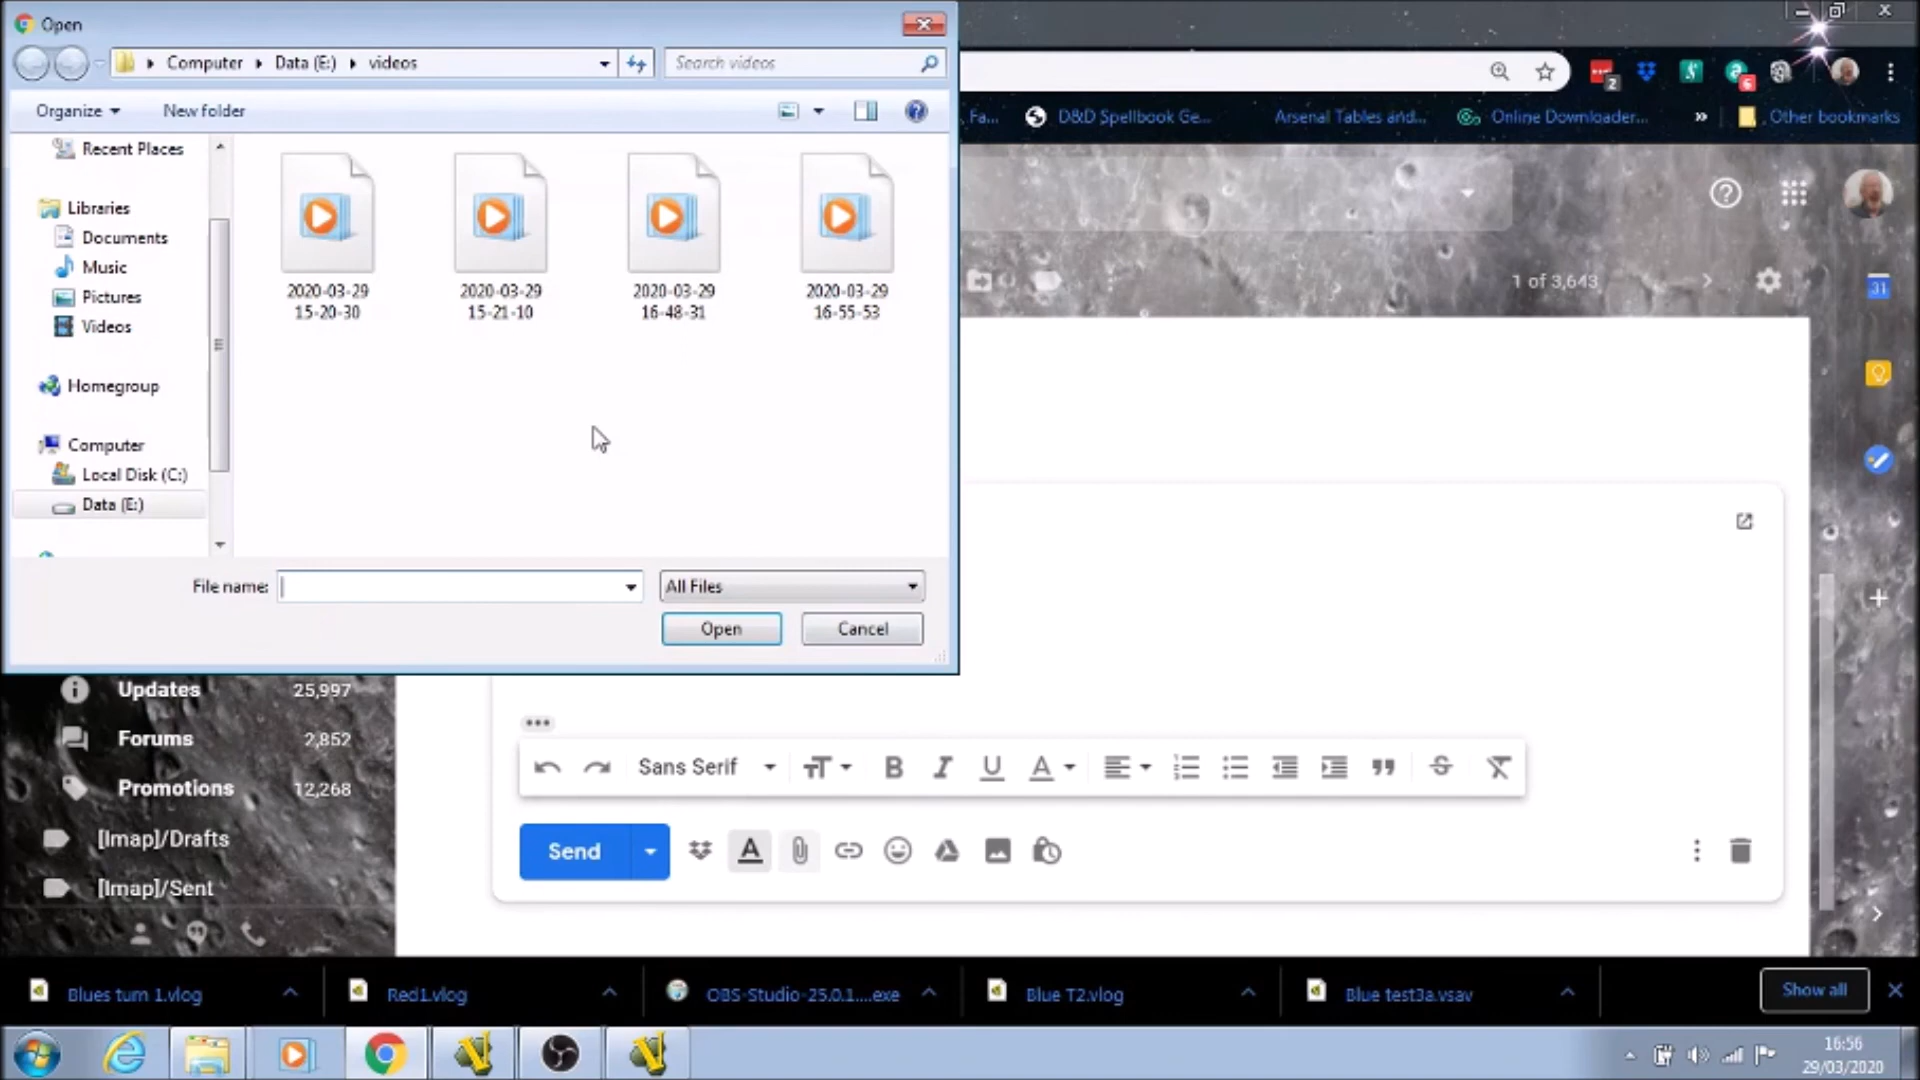 Open
Computer Data (E:) videos
Search videos
Organize
New folder
Recent Places
Libraries
Documents
Music
Pictures
Videos
Homegroup
Computer
Local Disk (C:)
Data (E:)
2020-03-29
15-20-30
2020-03-29
15-21-10
2020-03-29
16-48-31
2020-03-29
16-55-53
File name:
All Files
Open
Cancel
2
6
Fa...
D&D Spellbook Ge...
Arsenal Tables and...
Online Downloader...
»
Other bookmarks
1 of 3,643
31
Updates 25,997
Forums 2,852
Promotions 12,268
[Imap]/Drafts
[Imap]/Sent
Sans Serif
Send
Blues turn 1.vlog
Red1.vlog
OBS-Studio-25.0.1....exe
Blue T2.vlog
Blue test3a.vsav
Show all
16:56
29/03/2020